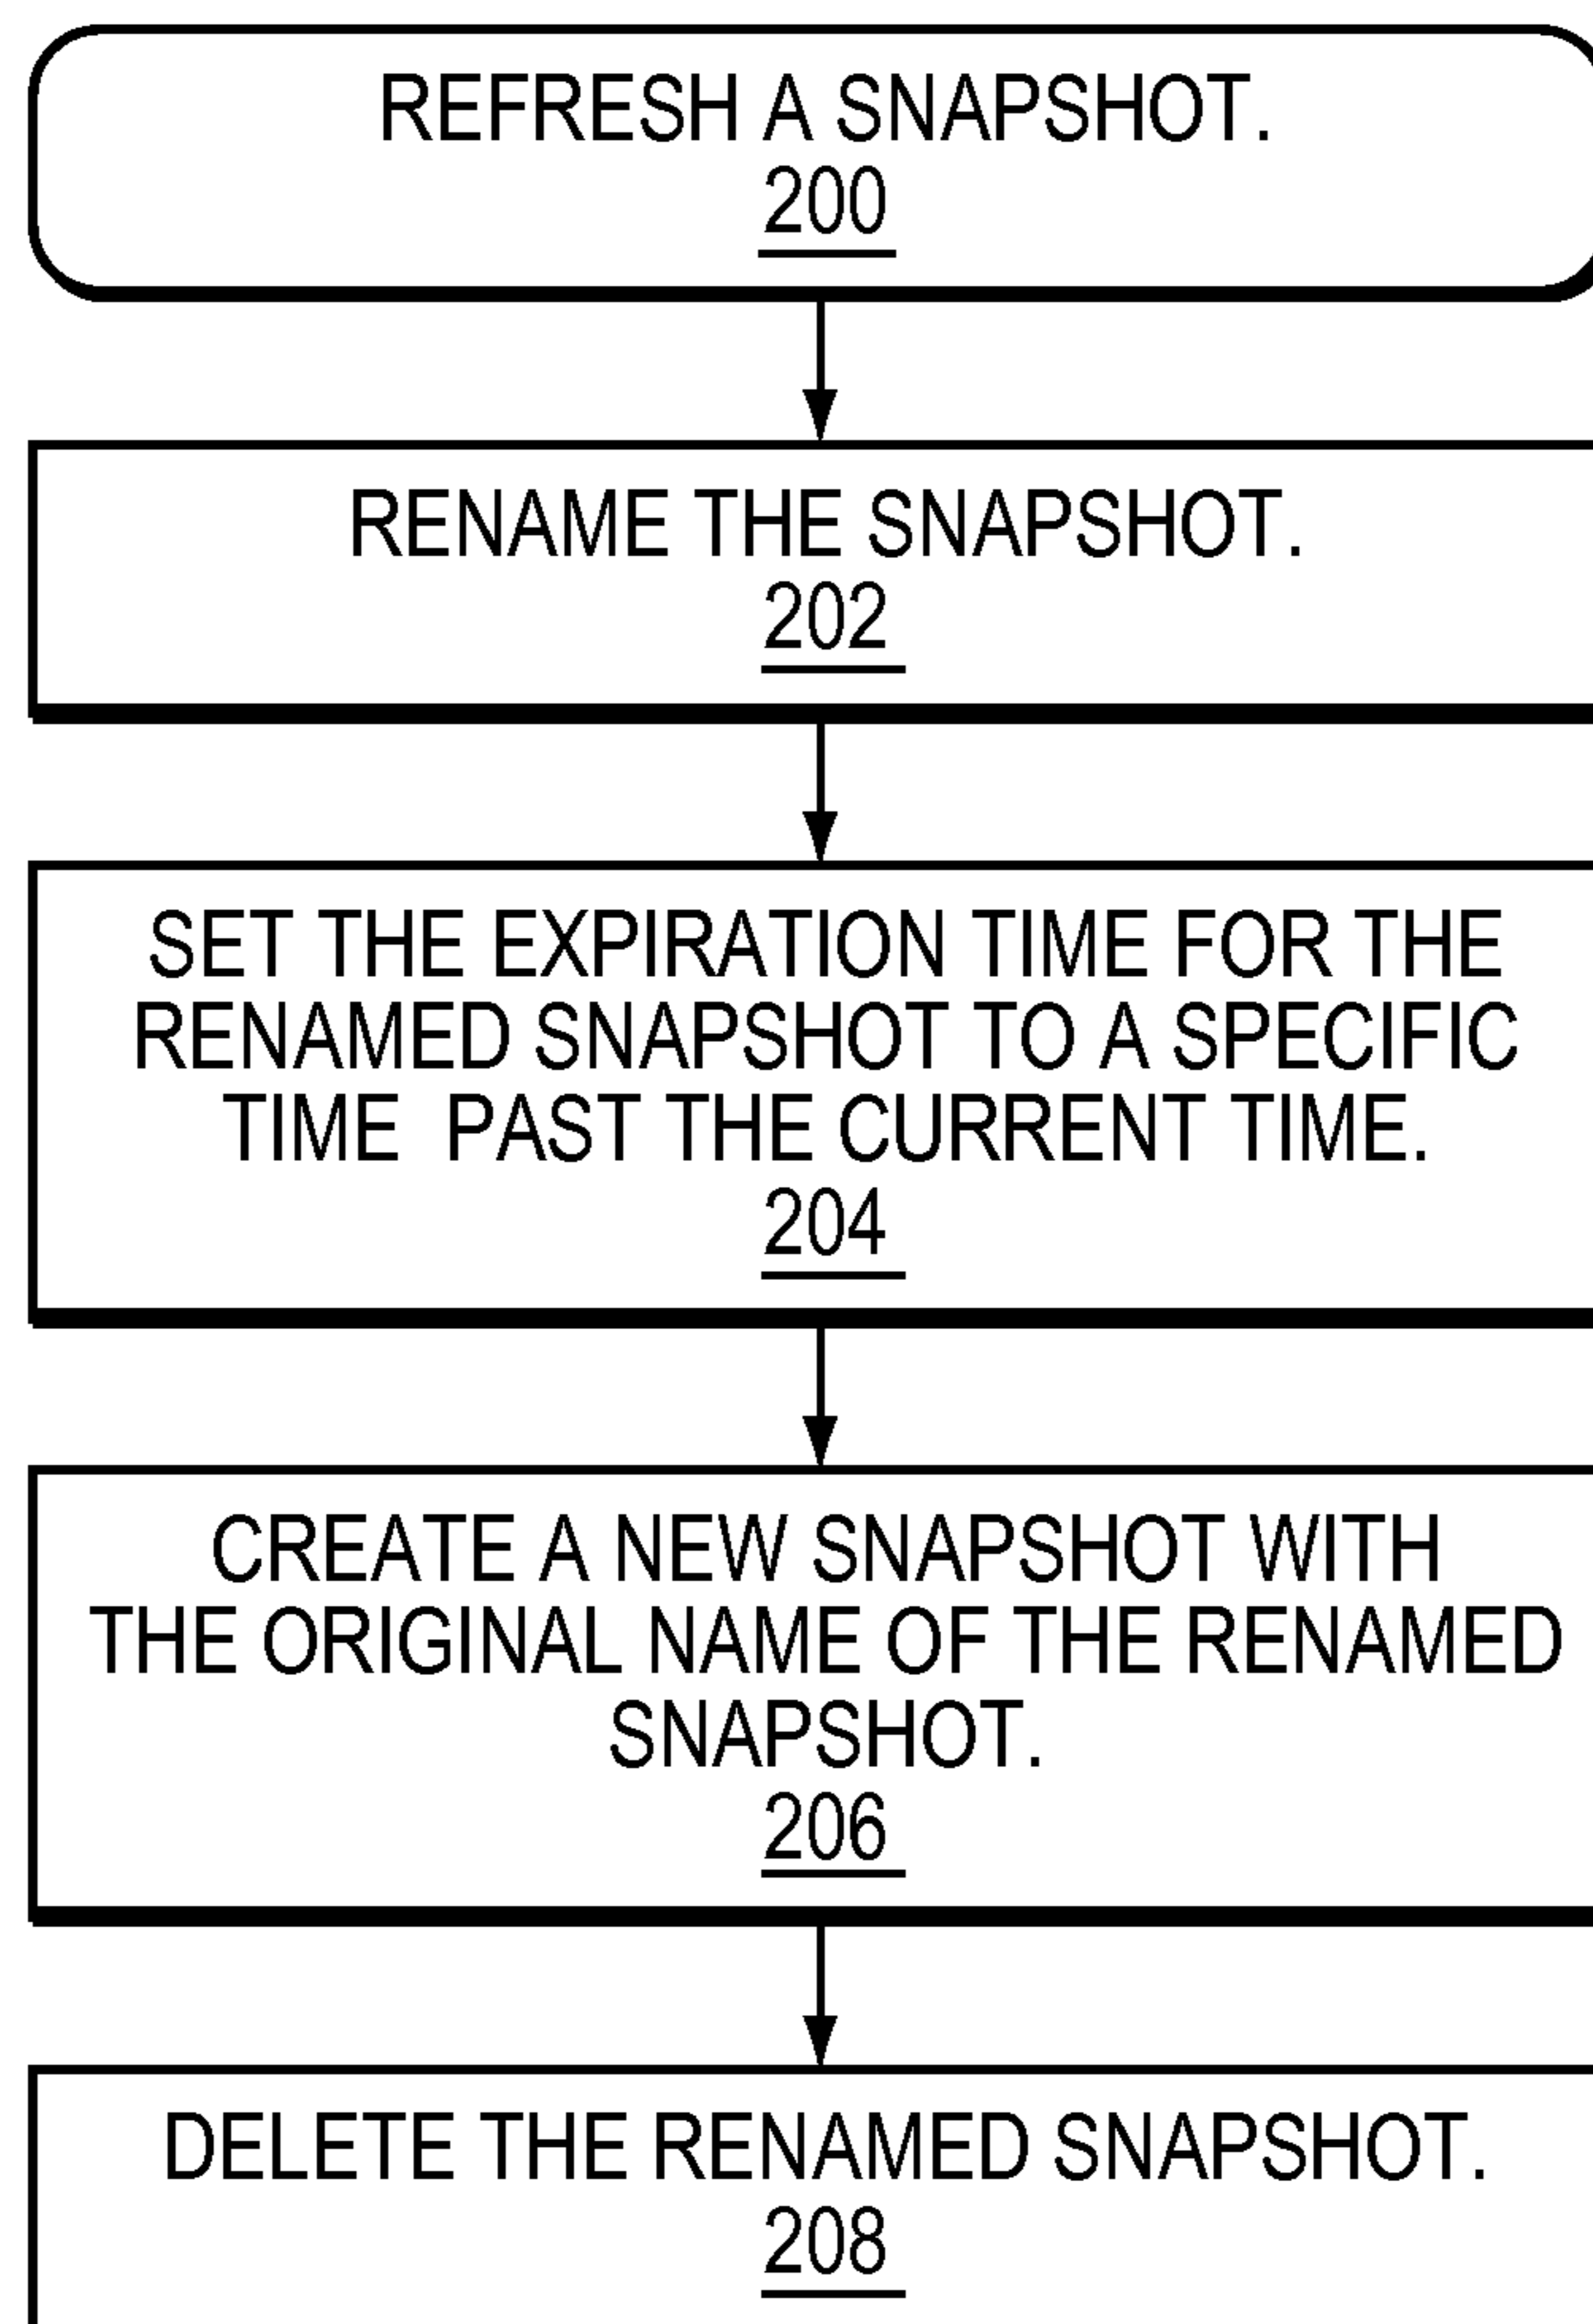 REFRESH A SNAPSHOT.
200
RENAME THE SNAPSHOT.
202
SET THE EXPIRATION TIME FOR THE
RENAMED SNAPSHOT TO A SPECIFIC
TIME PAST THE CURRENT TIME.
204
CREATE A NEW SNAPSHOT WITH
THE ORIGINAL NAME OF THE RENAMED
SNAPSHOT.
206
DELETE THE RENAMED SNAPSHOT.
208